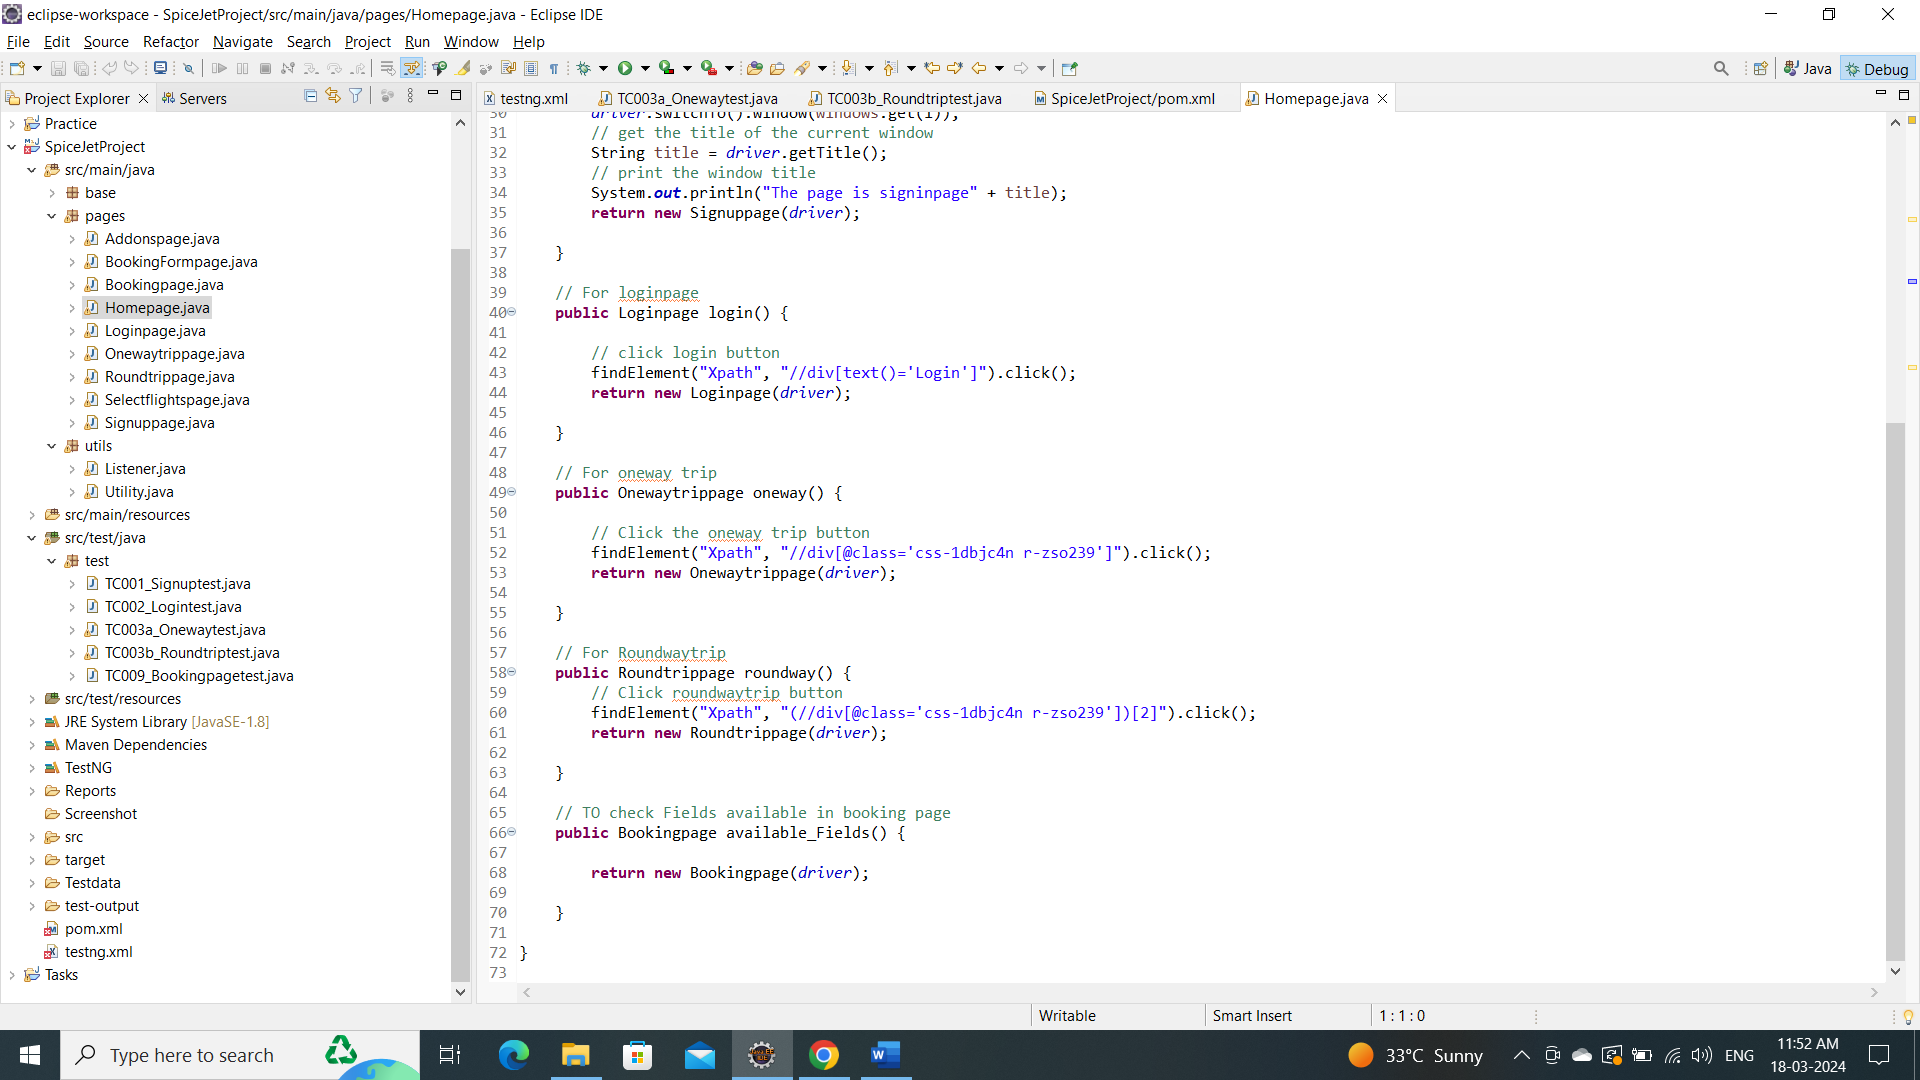 eclipse-workspace - SpiceJetProject/src/main/java/pages/Homepage.java - Eclipse IDE
File Edit Source Refactor Navigate Search Project Run Window Help
Java Debug
Project Explorer Servers
testng.xml TC003a_Onewaytest.java TC003b_Roundtriptest.java SpiceJetProject/pom.xml Homepage.java
Practice
SpiceJetProject
src/main/java
base
pages
Addonspage.java
BookingFormpage.java
Bookingpage.java
Homepage.java
Loginpage.java
Onewaytrippage.java
Roundtrippage.java
Selectflightspage.java
Signuppage.java
utils
Listener.java
Utility.java
src/main/resources
src/test/java
test
TC001_Signuptest.java
TC002_Logintest.java
TC003a_Onewaytest.java
TC003b_Roundtriptest.java
TC009_Bookingpagetest.java
src/test/resources
JRE System Library [JavaSE-1.8]
Maven Dependencies
TestNG
Reports
Screenshot
src
target
Testdata
test-output
pom.xml
testng.xml
Tasks
30 driver.switchTo().window(windows.get(1));
31 // get the title of the current window
32 String title = driver.getTitle();
33 // print the window title
34 System.out.println("The page is signinpage" + title);
35 return new Signuppage(driver);
36
37 }
38
39 // For loginpage
40 public Loginpage login() {
41
42 // click login button
43 findElement("Xpath", "//div[text()='Login']").click();
44 return new Loginpage(driver);
45
46 }
47
48 // For oneway trip
49 public Onewaytrippage oneway() {
50
51 // Click the oneway trip button
52 findElement("Xpath", "//div[@class='css-1dbjc4n r-zso239']").click();
53 return new Onewaytrippage(driver);
54
55 }
56
57 // For Roundwaytrip
58 public Roundtrippage roundway() {
59 // Click roundwaytrip button
60 findElement("Xpath", "(//div[@class='css-1dbjc4n r-zso239'])[2]").click();
61 return new Roundtrippage(driver);
62
63 }
64
65 // TO check Fields available in booking page
66 public Bookingpage available_Fields() {
67
68 return new Bookingpage(driver);
69
70 }
71
72 }
73
Writable Smart Insert 1 : 1 : 0
Type here to search
33°C Sunny
ENG
11:52 AM
18-03-2024